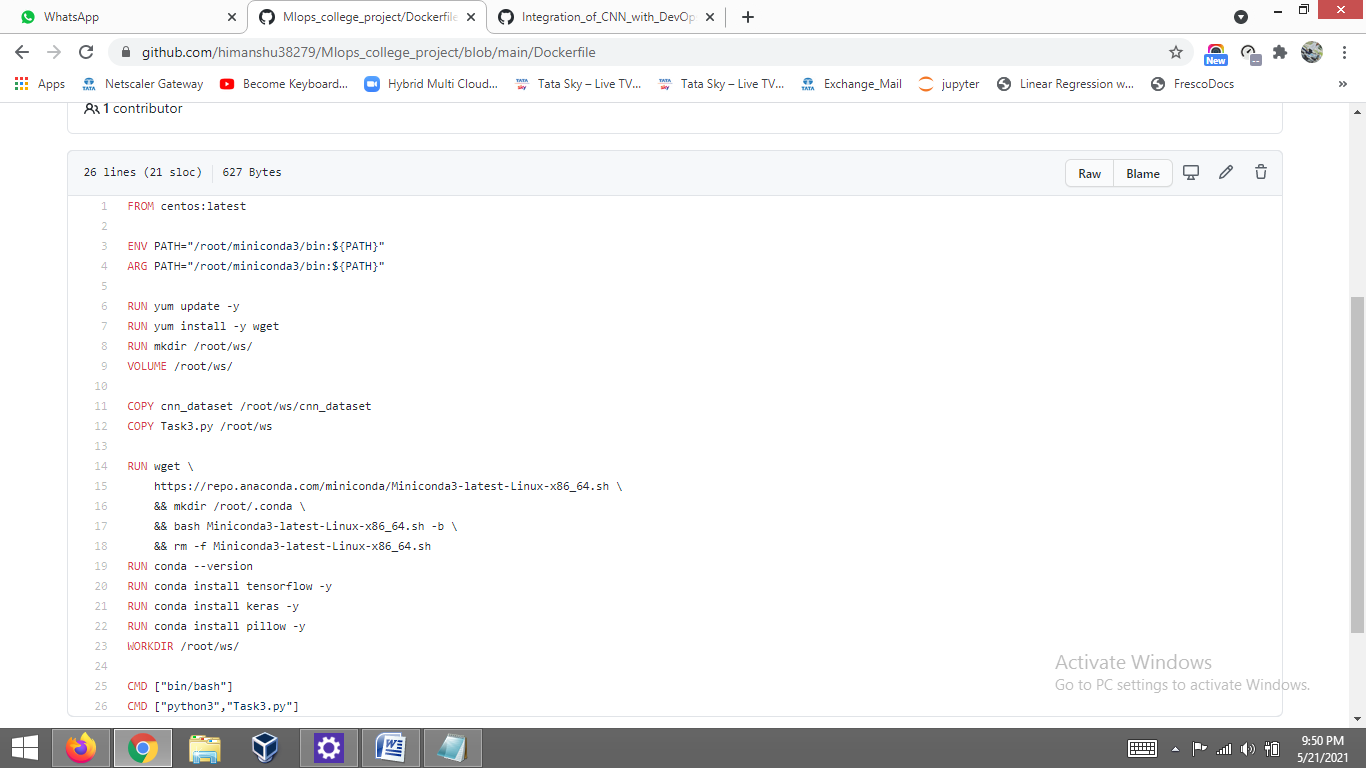 WhatsApp
Mlops_college_project/Dockerfile
Integration_of_CNN_with_DevOp
github.com/himanshu38279/Mlops_college_project/blob/main/Dockerfile
New
Apps
TATA
Netscaler Gateway
Become Keyboard...
Hybrid Multi Cloud...
Tata Sky – Live TV...
Tata Sky – Live TV...
TATA
Exchange_Mail
jupyter
Linear Regression w...
FrescoDocs
»
1 contributor
26 lines (21 sloc)
627 Bytes
Raw
Blame
1 FROM centos:latest
2
3 ENV PATH="/root/miniconda3/bin:${PATH}"
4 ARG PATH="/root/miniconda3/bin:${PATH}"
5
6 RUN yum update -y
7 RUN yum install -y wget
8 RUN mkdir /root/ws/
9 VOLUME /root/ws/
10
11 COPY cnn_dataset /root/ws/cnn_dataset
12 COPY Task3.py /root/ws
13
14 RUN wget \
15 https://repo.anaconda.com/miniconda/Miniconda3-latest-Linux-x86_64.sh \
16 && mkdir /root/.conda \
17 && bash Miniconda3-latest-Linux-x86_64.sh -b \
18 && rm -f Miniconda3-latest-Linux-x86_64.sh
19 RUN conda --version
20 RUN conda install tensorflow -y
21 RUN conda install keras -y
22 RUN conda install pillow -y
23 WORKDIR /root/ws/
24
25 CMD ["bin/bash"]
26 CMD ["python3","Task3.py"]
Activate Windows
Go to PC settings to activate Windows.
9:50 PM
5/21/2021